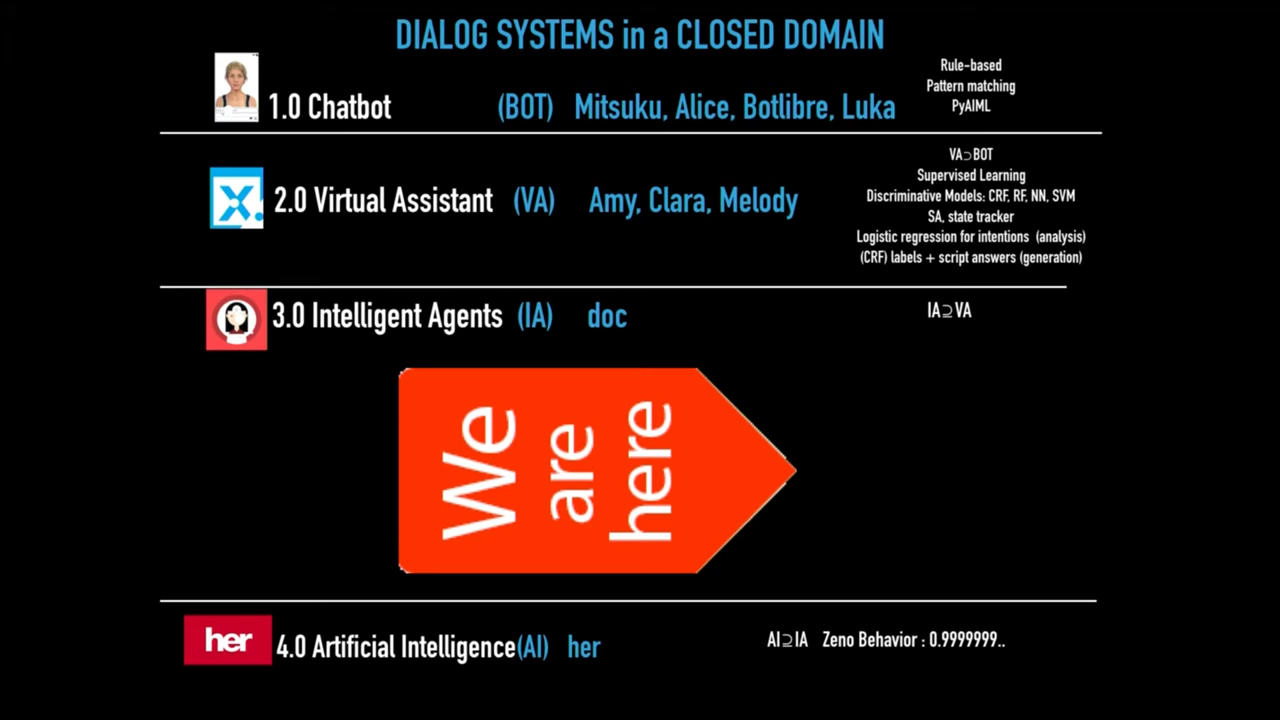 DIALOG SYSTEMS in a CLOSED DOMAIN
1.0 Chatbot (BOT) Mitsuku, Alice, Botlibre, Luka
Rule-based
Pattern matching
PyAIML
X.
2.0 Virtual Assistant (VA) Amy, Clara, Melody
VA⊃BOT
Supervised Learning
Discriminative Models: CRF, RF, NN, SVM
SA, state tracker
Logistic regression for intentions (analysis)
(CRF) labels + script answers (generation)
3.0 Intelligent Agents (IA) doc
IA⊇VA
We
are
here
her
4.0 Artificial Intelligence(AI) her
AI⊇IA Zeno Behavior : 0.9999999..